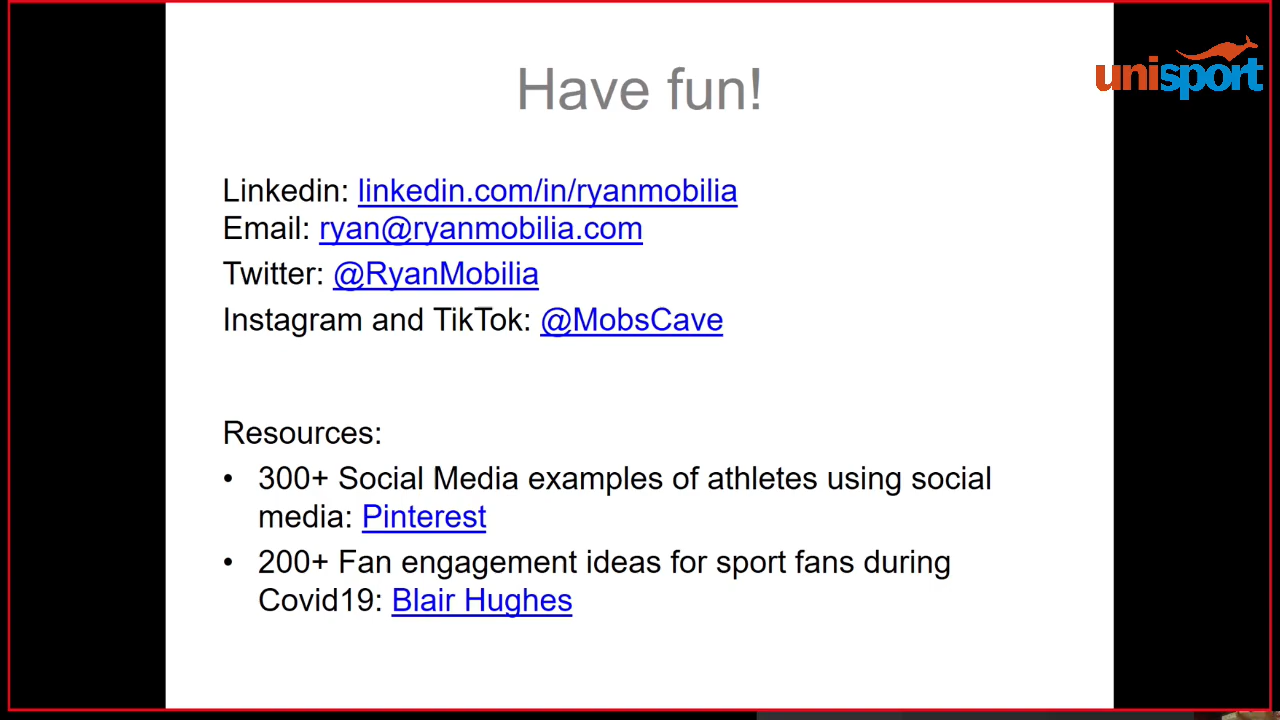 unisport
Have fun!
Linkedin: linkedin.com/in/ryanmobilia
Email: ryan@ryanmobilia.com
Twitter: @RyanMobilia
Instagram and TikTok: @MobsCave
Resources:
• 300+ Social Media examples of athletes using social
media: Pinterest
• 200+ Fan engagement ideas for sport fans during
Covid19: Blair Hughes